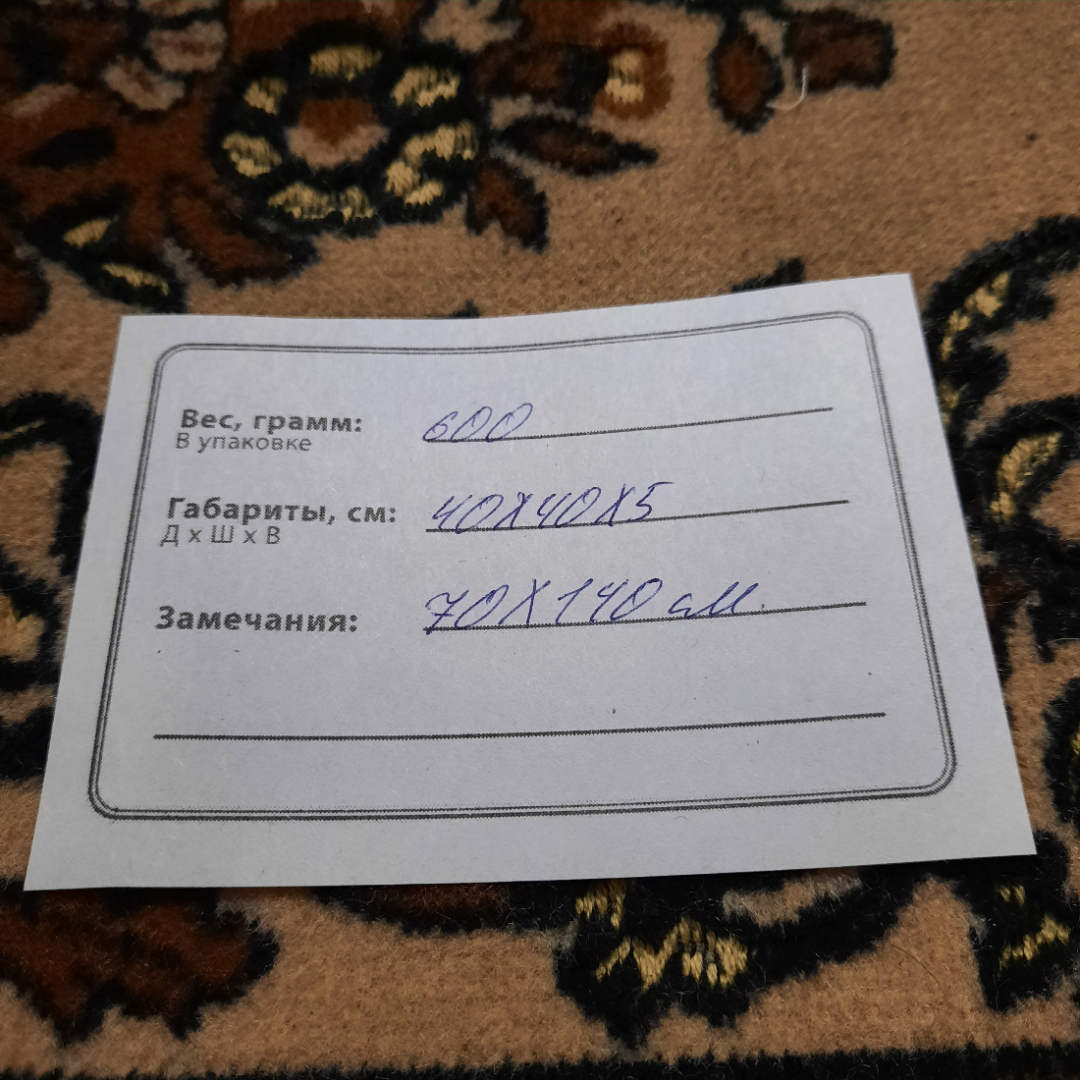 Вес, грамм: 600
В упаковке
Габариты, см: 40X40X5
Д х Ш х В
Замечания: 70X140 см.